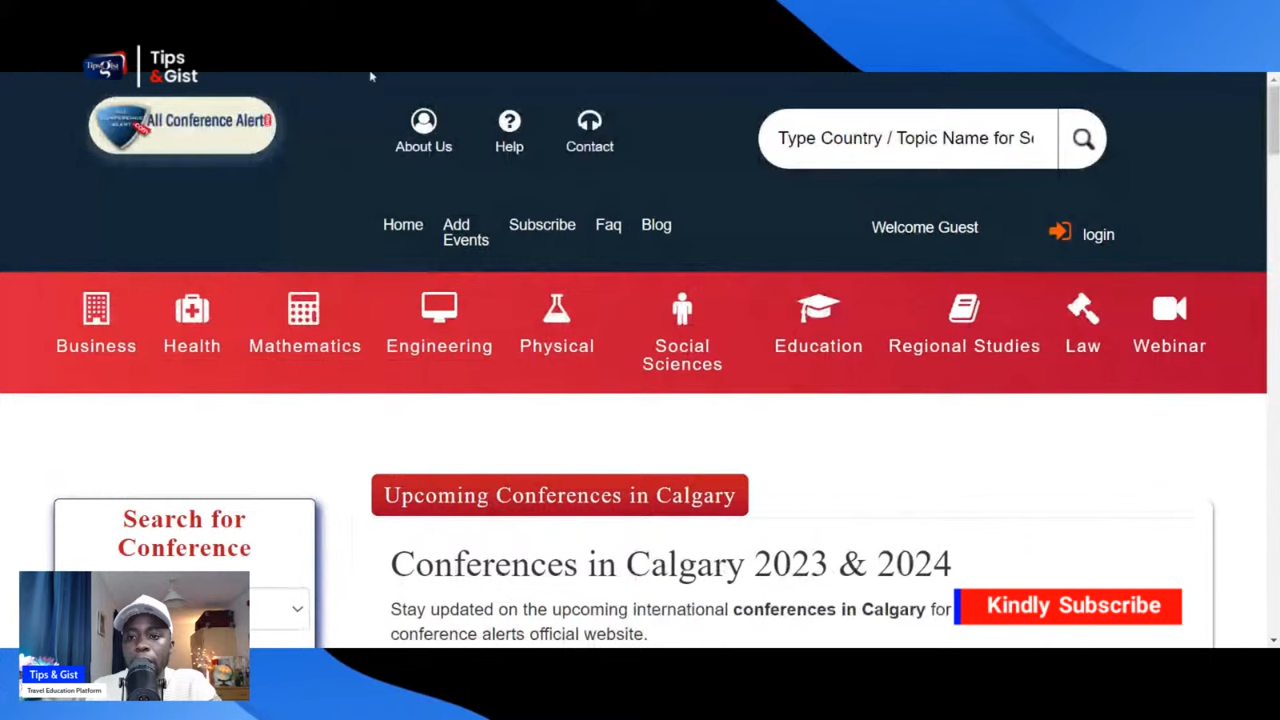 Tips
&Gist
Tipsgist
All Conference Alert
About Us
Help
Contact
Type Country / Topic Name for Se
Home
Add
Events
Subscribe
Faq
Blog
Welcome Guest
login
Business
Health
Mathematics
Engineering
Physical
Social
Sciences
Education
Regional Studies
Law
Webinar
Upcoming Conferences in Calgary
Search for
Conference
Conferences in Calgary 2023 & 2024
Stay updated on the upcoming international conferences in Calgary for
conference alerts official website.
Kindly Subscribe
Tips & Gist
Travel Education Platform